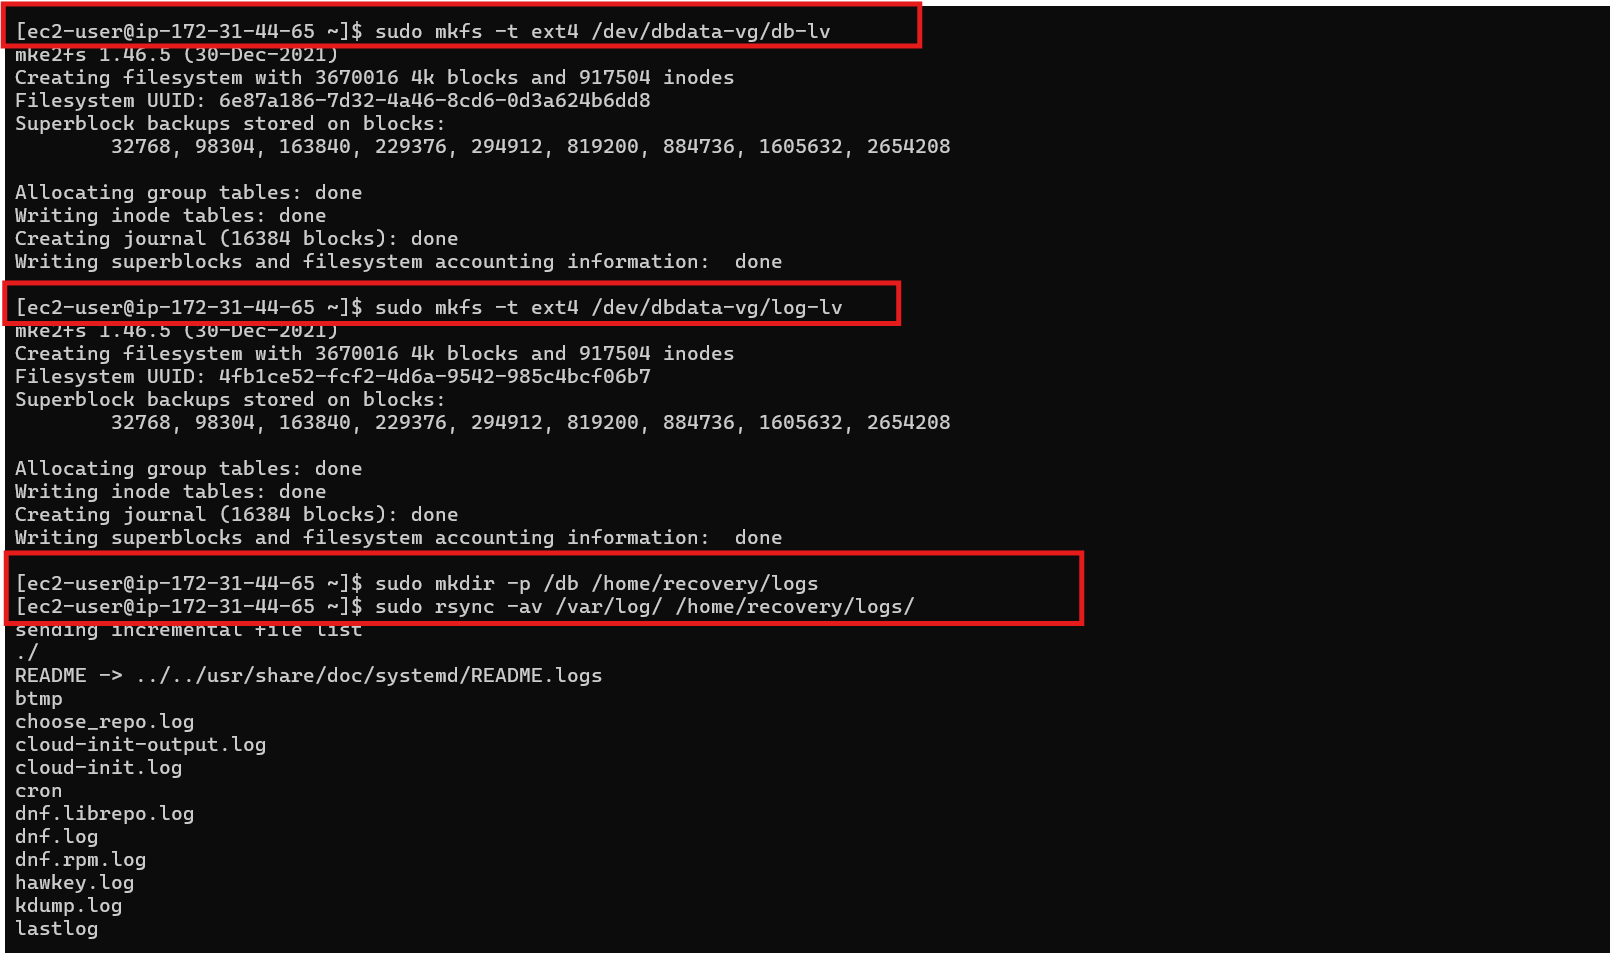 [ec2-user@ip-172-31-44-65 ~]$ sudo mkfs -t ext4 /dev/dbdata-vg/db-lv
mke2fs 1.46.5 (30-Dec-2021)
Creating filesystem with 3670016 4k blocks and 917504 inodes
Filesystem UUID: 6e87a186-7d32-4a46-8cd6-0d3a624b6dd8
Superblock backups stored on blocks:
        32768, 98304, 163840, 229376, 294912, 819200, 884736, 1605632, 2654208
Allocating group tables: done
Writing inode tables: done
Creating journal (16384 blocks): done
Writing superblocks and filesystem accounting information:  done
[ec2-user@ip-172-31-44-65 ~]$ sudo mkfs -t ext4 /dev/dbdata-vg/log-lv
mke2fs 1.46.5 (30-Dec-2021)
Creating filesystem with 3670016 4k blocks and 917504 inodes
Filesystem UUID: 4fb1ce52-fcf2-4d6a-9542-985c4bcf06b7
Superblock backups stored on blocks:
        32768, 98304, 163840, 229376, 294912, 819200, 884736, 1605632, 2654208
Allocating group tables: done
Writing inode tables: done
Creating journal (16384 blocks): done
Writing superblocks and filesystem accounting information:  done
[ec2-user@ip-172-31-44-65 ~]$ sudo mkdir -p /db /home/recovery/logs
[ec2-user@ip-172-31-44-65 ~]$ sudo rsync -av /var/log/ /home/recovery/logs/
sending incremental file list
./
README -> ../../usr/share/doc/systemd/README.logs
btmp
choose_repo.log
cloud-init-output.log
cloud-init.log
cron
dnf.librepo.log
dnf.log
dnf.rpm.log
hawkey.log
kdump.log
lastlog